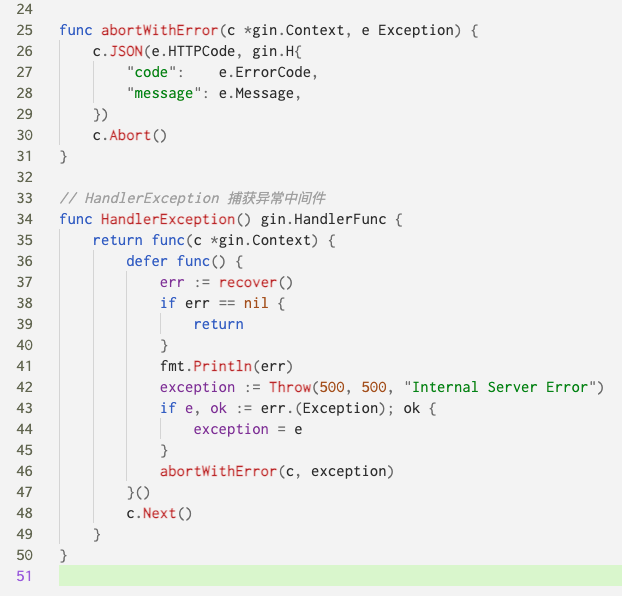 24
25 func abortWithError(c *gin.Context, e Exception) {
26     c.JSON(e.HTTPCode, gin.H{
27         "code":    e.ErrorCode,
28         "message": e.Message,
29     })
30     c.Abort()
31 }
32
33 // HandlerException 捕获异常中间件
34 func HandlerException() gin.HandlerFunc {
35     return func(c *gin.Context) {
36         defer func() {
37             err := recover()
38             if err == nil {
39                 return
40             }
41             fmt.Println(err)
42             exception := Throw(500, 500, "Internal Server Error")
43             if e, ok := err.(Exception); ok {
44                 exception = e
45             }
46             abortWithError(c, exception)
47         }()
48         c.Next()
49     }
50 }
51